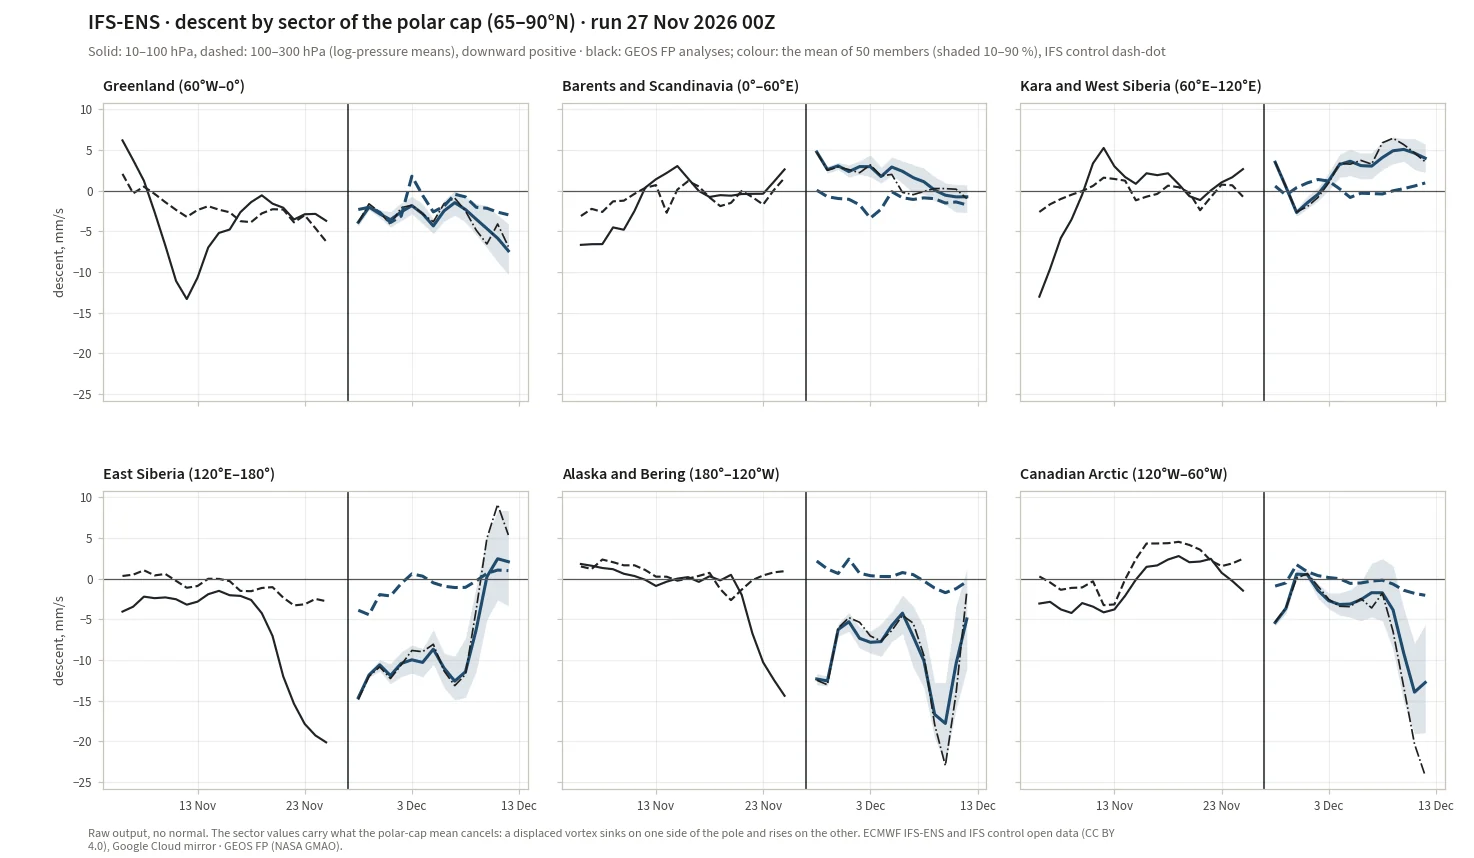 IFS-ENS · descent by sector of the polar cap (65–90°N) · run 27 Nov 2026 00Z
Solid: 10–100 hPa, dashed: 100–300 hPa (log-pressure means), downward positive · black: GEOS FP analyses; colour: the mean of 50 members (shaded 10–90 %), IFS control dash-dot
Greenland (60°W–0°)
Barents and Scandinavia (0°–60°E)
Kara and West Siberia (60°E–120°E)
10
5
0
−5
−10
−15
−20
−25
descent, mm/s
East Siberia (120°E–180°)
Alaska and Bering (180°–120°W)
Canadian Arctic (120°W–60°W)
10
5
0
−5
−10
−15
−20
−25
descent, mm/s
13 Nov 23 Nov 3 Dec 13 Dec
13 Nov 23 Nov 3 Dec 13 Dec
13 Nov 23 Nov 3 Dec 13 Dec
Raw output, no normal. The sector values carry what the polar-cap mean cancels: a displaced vortex sinks on one side of the pole and rises on the other. ECMWF IFS-ENS and IFS control open data (CC BY
4.0), Google Cloud mirror · GEOS FP (NASA GMAO).